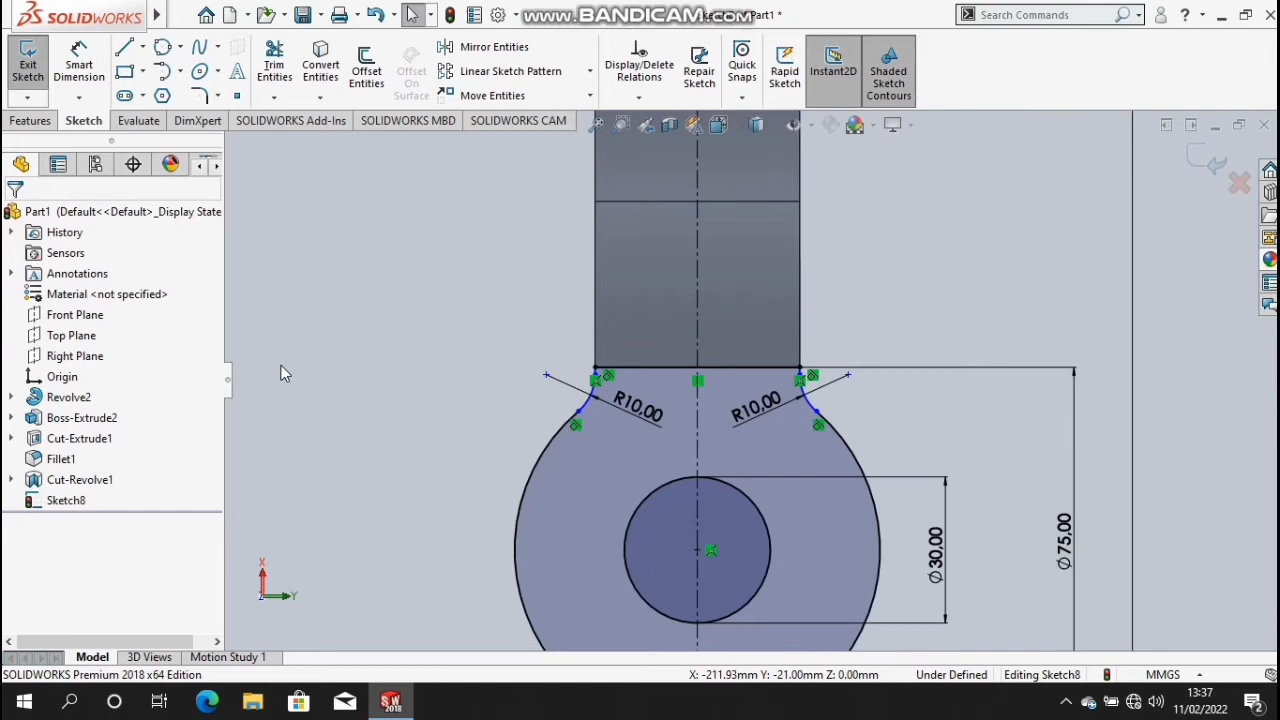 SOLIDWORKS
www.BANDICAM.com
Part1 *
Search Commands
?
Exit Sketch
Smart Dimension
Trim Entities
Convert Entities
Offset Entities
Offset On Surface
Mirror Entities
Linear Sketch Pattern
Move Entities
Display/Delete Relations
Repair Sketch
Quick Snaps
Rapid Sketch
Instant2D
Shaded Sketch Contours
Features
Sketch
Evaluate
DimXpert
SOLIDWORKS Add-Ins
SOLIDWORKS MBD
SOLIDWORKS CAM
Part1 (Default<<Default>_Display State
History
Sensors
Annotations
Material <not specified>
Front Plane
Top Plane
Right Plane
Origin
Revolve2
Boss-Extrude2
Cut-Extrude1
Fillet1
Cut-Revolve1
Sketch8
R10,00
R10,00
∅30,00
∅75,00
X
Y
Model
3D Views
Motion Study 1
SOLIDWORKS Premium 2018 x64 Edition
X: -211.93mm Y: -21.00mm Z: 0.00mm
Under Defined
Editing Sketch8
MMGS
SW
2018
13:37
11/02/2022
2